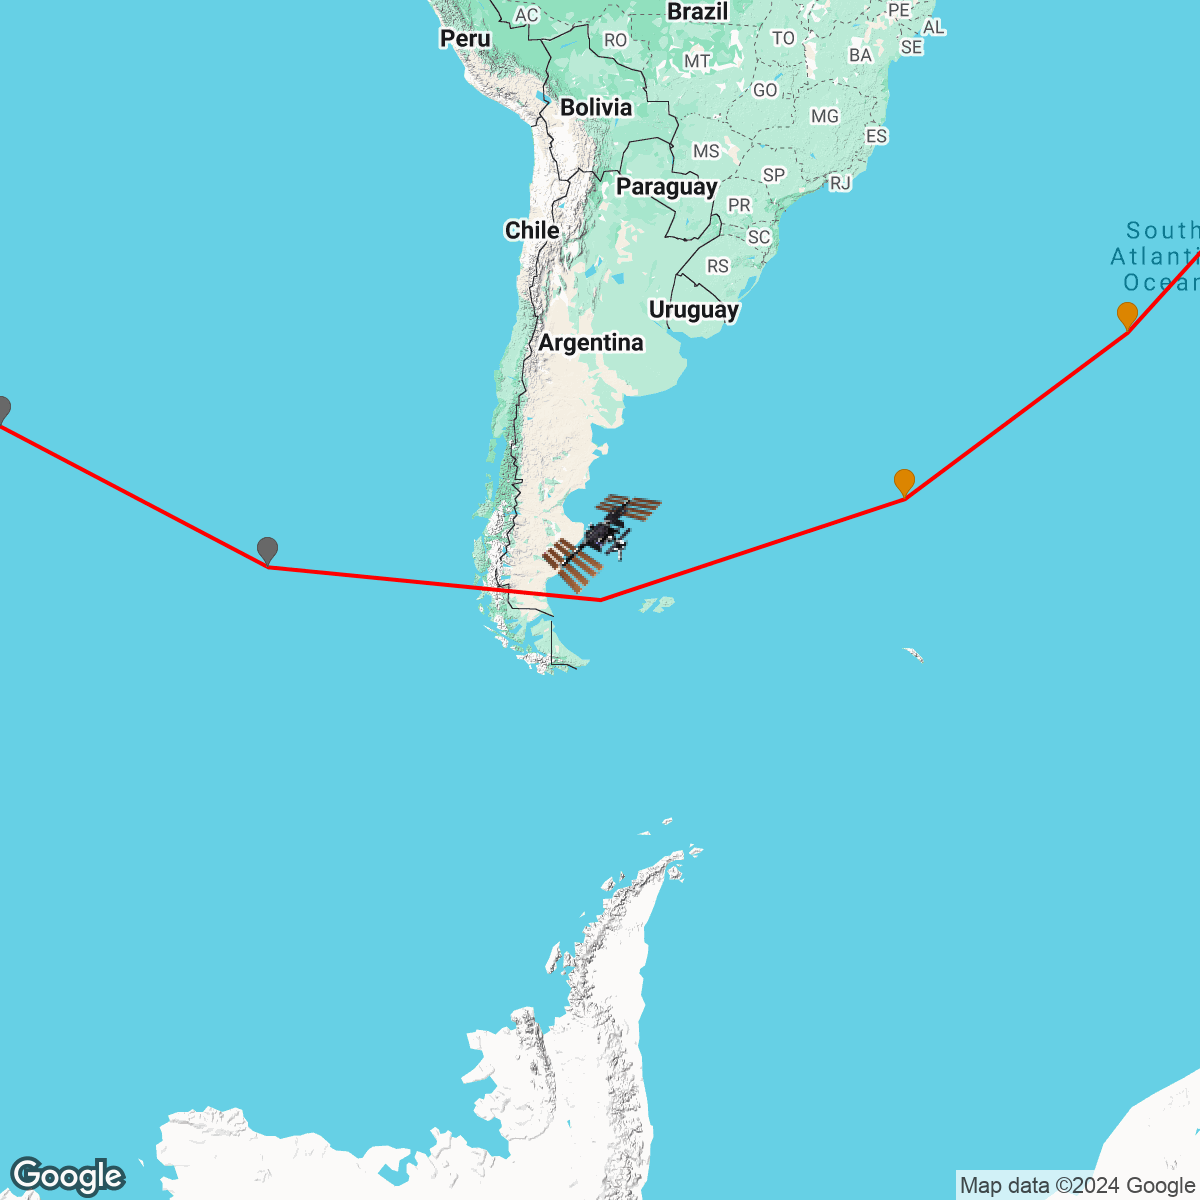 Brazil
AC
PE
AL
Peru
RO
TO
SE
BA
MT
GO
Bolivia
MG
ES
MS
SP
RJ
Paraguay
PR
Chile
SC
South
Atlanti
Ocean
RS
Uruguay
Argentina
Google
Map data ©2024 Google